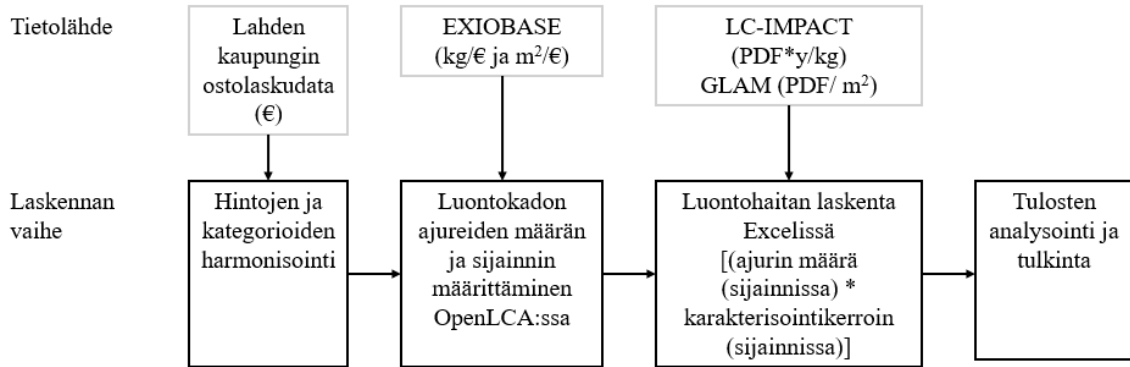 Tietolähde
Lahden
kaupungin
ostolaskudata
(€)
EXIOBASE
(kg/€ ja m²/€)
LC-IMPACT
(PDF*y/kg)
GLAM (PDF/ m²)
Laskennan
vaihe
Hintojen ja
kategorioiden
harmonisointi
Luontokadon
ajureiden määrän
ja sijainnin
määrittäminen
OpenLCA:ssa
Luontohaitan laskenta
Excelissä
[(ajurin määrä
(sijainnissa) *
karakterisointikerroin
(sijainnissa)]
Tulosten
analysointi ja
tulkinta